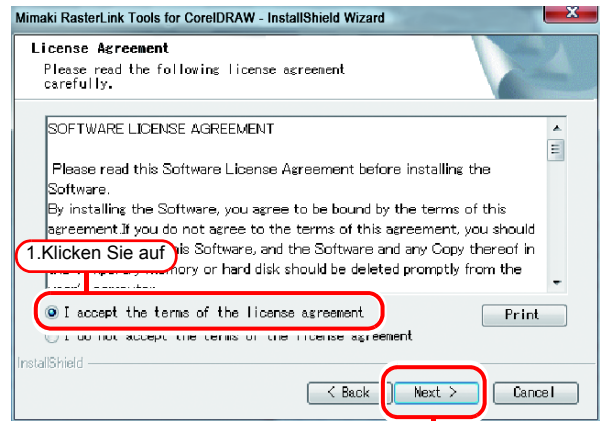 Mimaki RasterLink Tools for CorelDRAW - InstallShield Wizard
License Agreement
Please read the following license agreement
carefully.
SOFTWARE LICENSE AGREEMENT
Please read this Software License Agreement before installing the
Software.
By installing the Software, you agree to be bound by the terms of this
agreement.If you do not agree to the terms of this agreement, you should
1.Klicken Sie auf
is Software, and the Software and any Copy thereof in
or hard disk should be deleted promptly from the
I accept the terms of the license agreement
Print
I do not accept the terms of the license agreement
InstallShield
< Back
Next >
Cancel